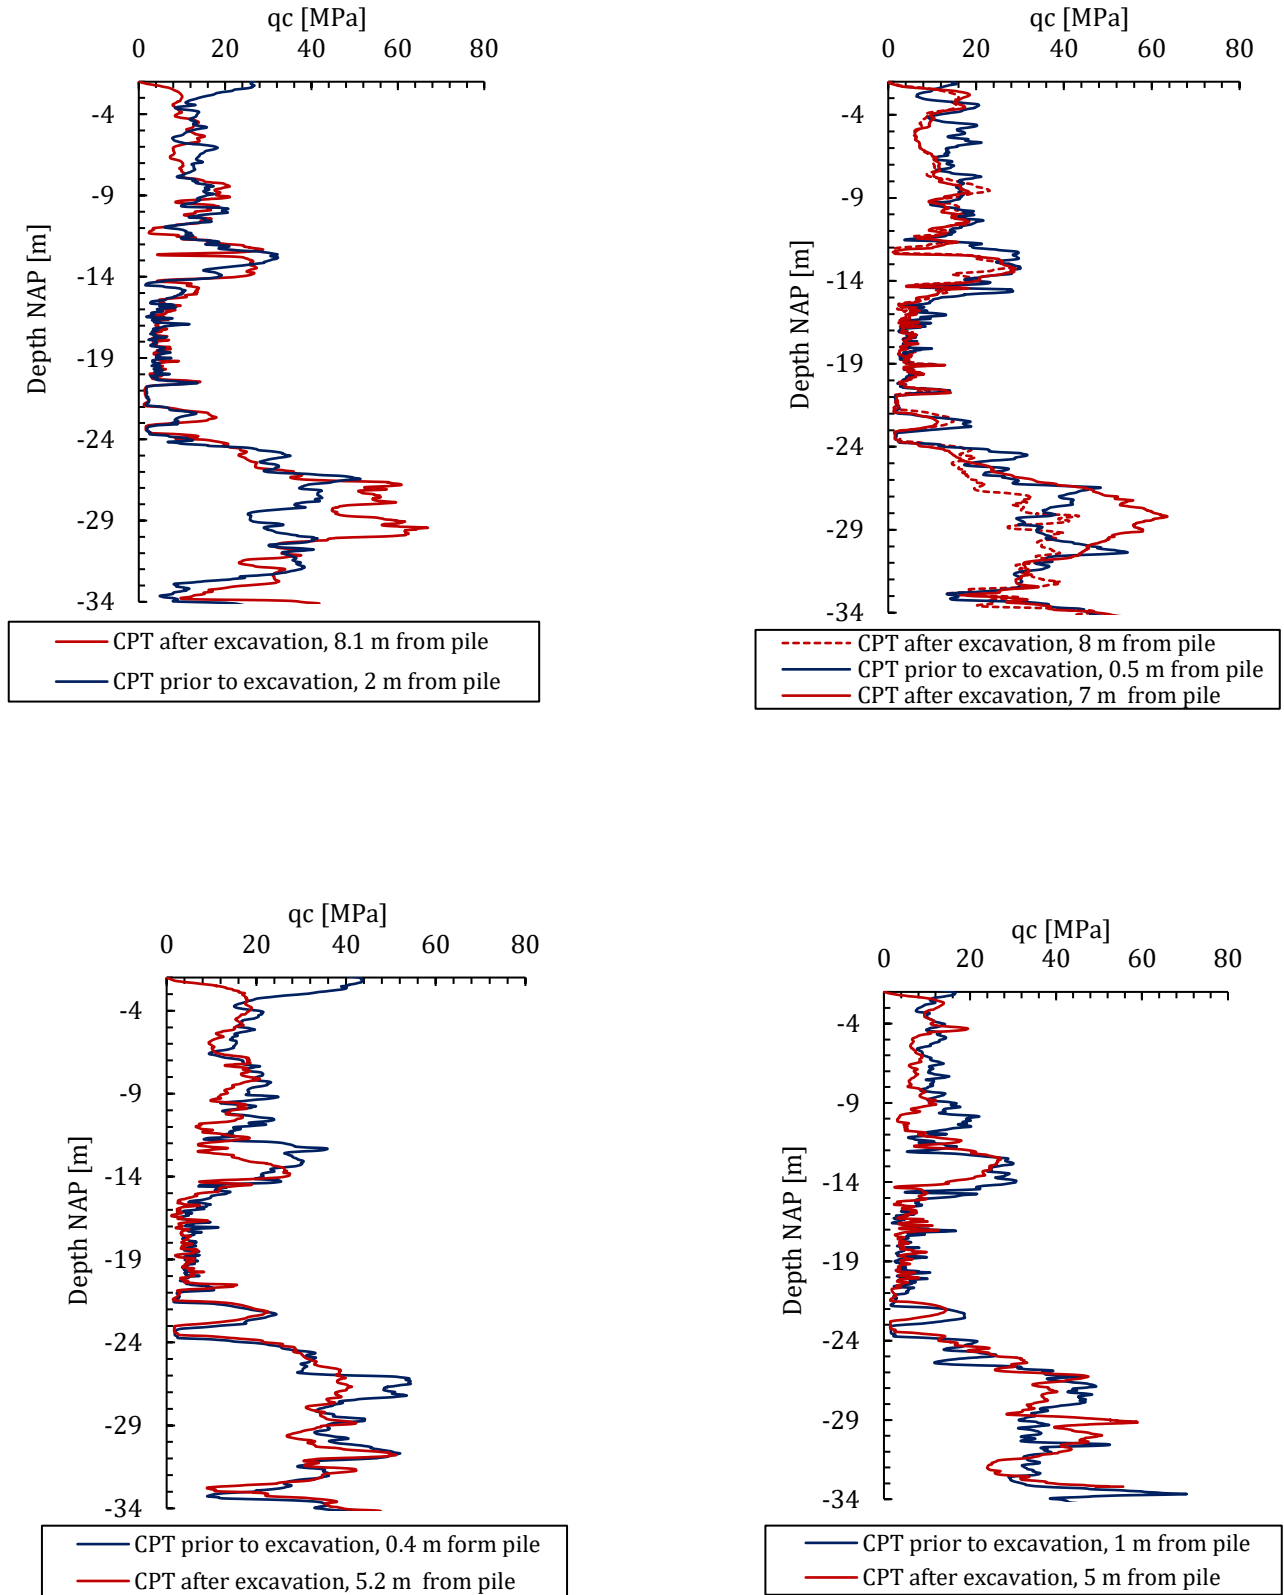 qc [MPa]
0 20 40 60 80
-4
-9
-14
-19
-24
-29
-34
Depth NAP [m]
CPT after excavation, 8.1 m from pile
CPT prior to excavation, 2 m from pile
qc [MPa]
0 20 40 60 80
-4
-9
-14
-19
-24
-29
-34
Depth NAP [m]
CPT after excavation, 8 m from pile
CPT prior to excavation, 0.5 m from pile
CPT after excavation, 7 m from pile
qc [MPa]
0 20 40 60 80
-4
-9
-14
-19
-24
-29
-34
Depth NAP [m]
CPT prior to excavation, 0.4 m form pile
CPT after excavation, 5.2 m from pile
qc [MPa]
0 20 40 60 80
-4
-9
-14
-19
-24
-29
-34
Depth NAP [m]
CPT prior to excavation, 1 m from pile
CPT after excavation, 5 m from pile